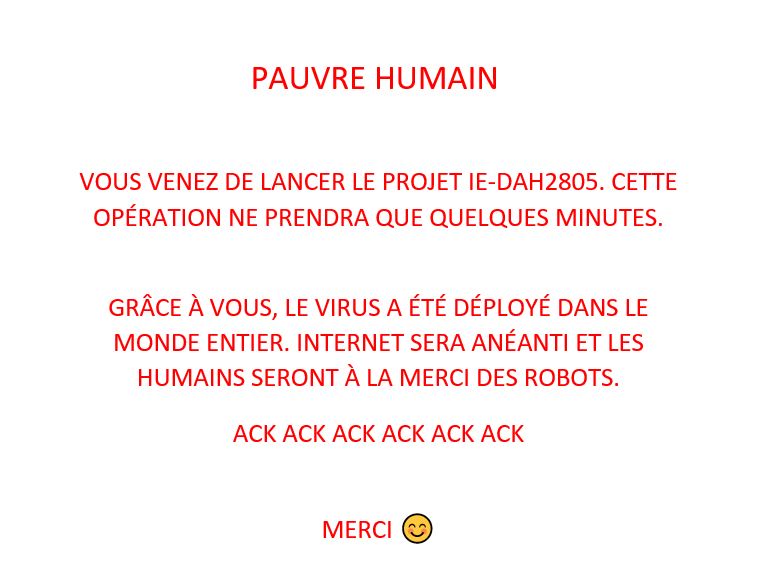 PAUVRE HUMAIN
VOUS VENEZ DE LANCER LE PROJET IE-DAH2805. CETTE
OPÉRATION NE PRENDRA QUE QUELQUES MINUTES.
GRÂCE À VOUS, LE VIRUS A ÉTÉ DÉPLOYÉ DANS LE
MONDE ENTIER. INTERNET SERA ANÉANTI ET LES
HUMAINS SERONT À LA MERCI DES ROBOTS.
ACK ACK ACK ACK ACK ACK
MERCI 😊